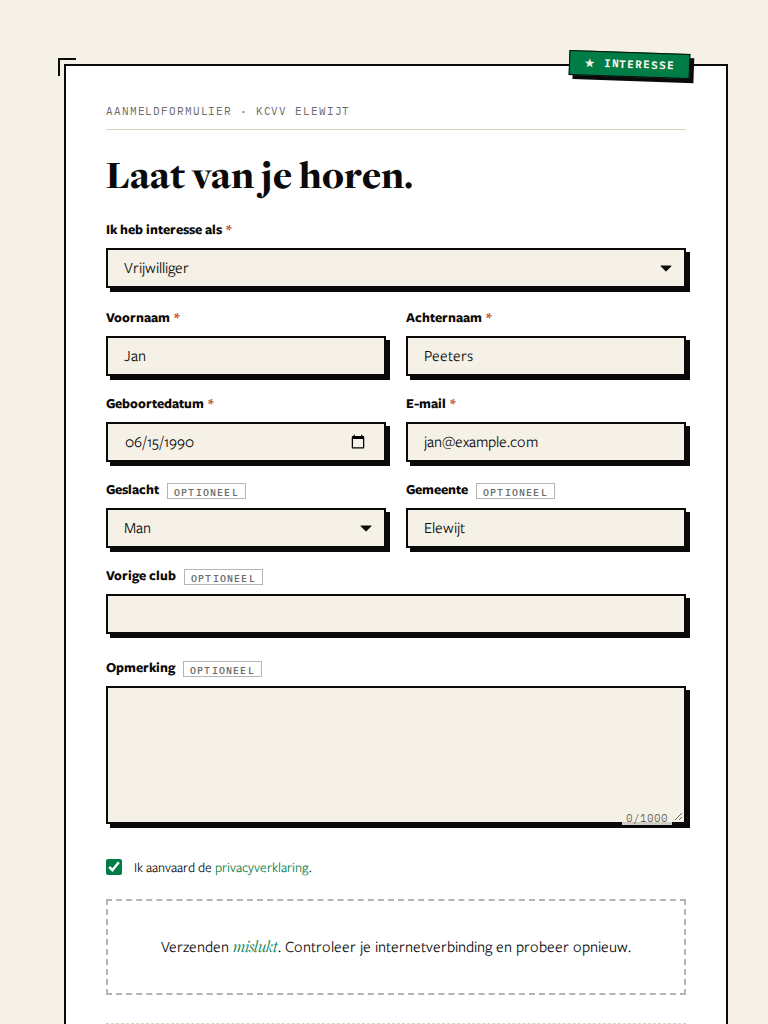 ★ INTERESSE
AANMELDFORMULIER · KCVV ELEWIJT
Laat van je horen.
Ik heb interesse als *
Vrijwilliger
Voornaam * Achternaam *
Jan Peeters
Geboortedatum * E-mail *
06/15/1990 jan@example.com
Geslacht OPTIONEEL Gemeente OPTIONEEL
Man Elewijt
Vorige club OPTIONEEL
Opmerking OPTIONEEL
0/1000
Ik aanvaard de privacyverklaring.
Verzenden mislukt. Controleer je internetverbinding en probeer opnieuw.